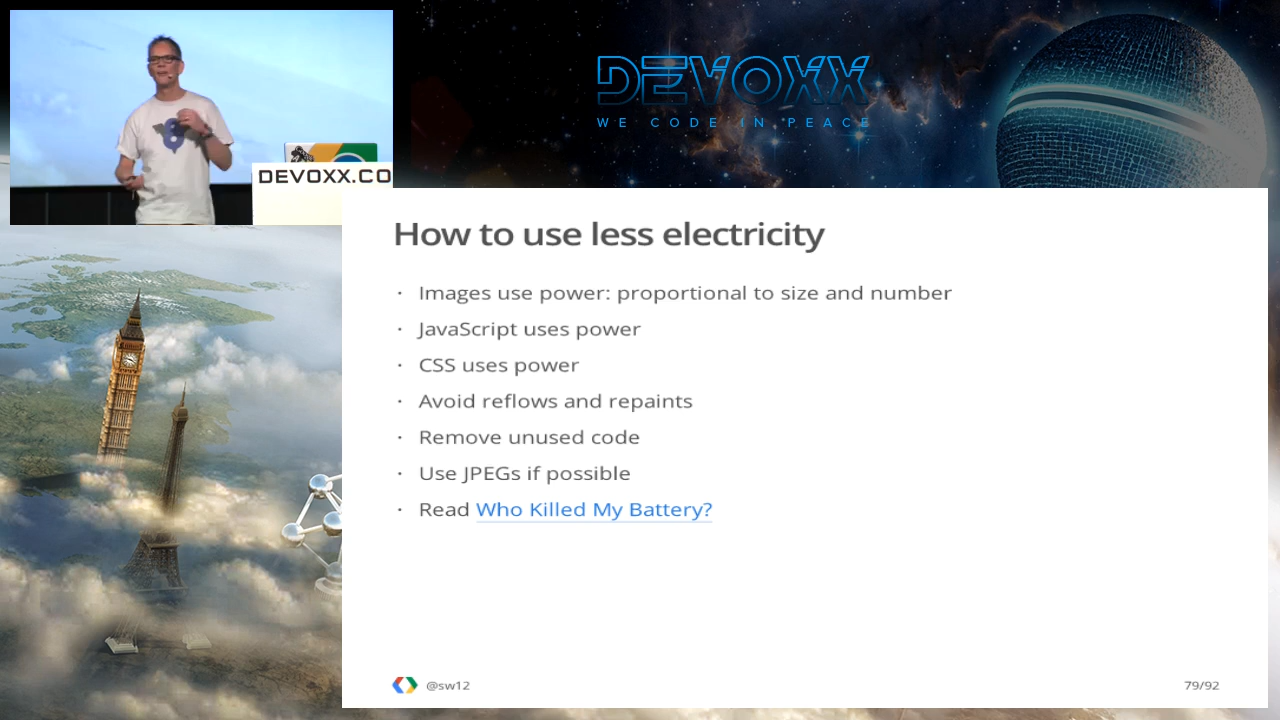 DEVOXX
WE CODE IN PEACE
DEVOXX.CO
How to use less electricity
· Images use power: proportional to size and number
· JavaScript uses power
· CSS uses power
· Avoid reflows and repaints
· Remove unused code
· Use JPEGs if possible
· Read Who Killed My Battery?
@sw12
79/92